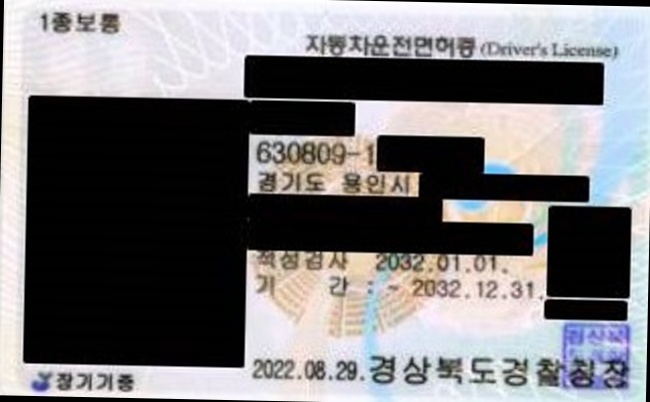 1종보통
자동차운전면허증 (Driver's License)
630809-1
경기도 용인시
적성검사 2032.01.01.
기 간 : ~ 2032.12.31.
2022.08.29. 경상북도경찰청장
장기기증